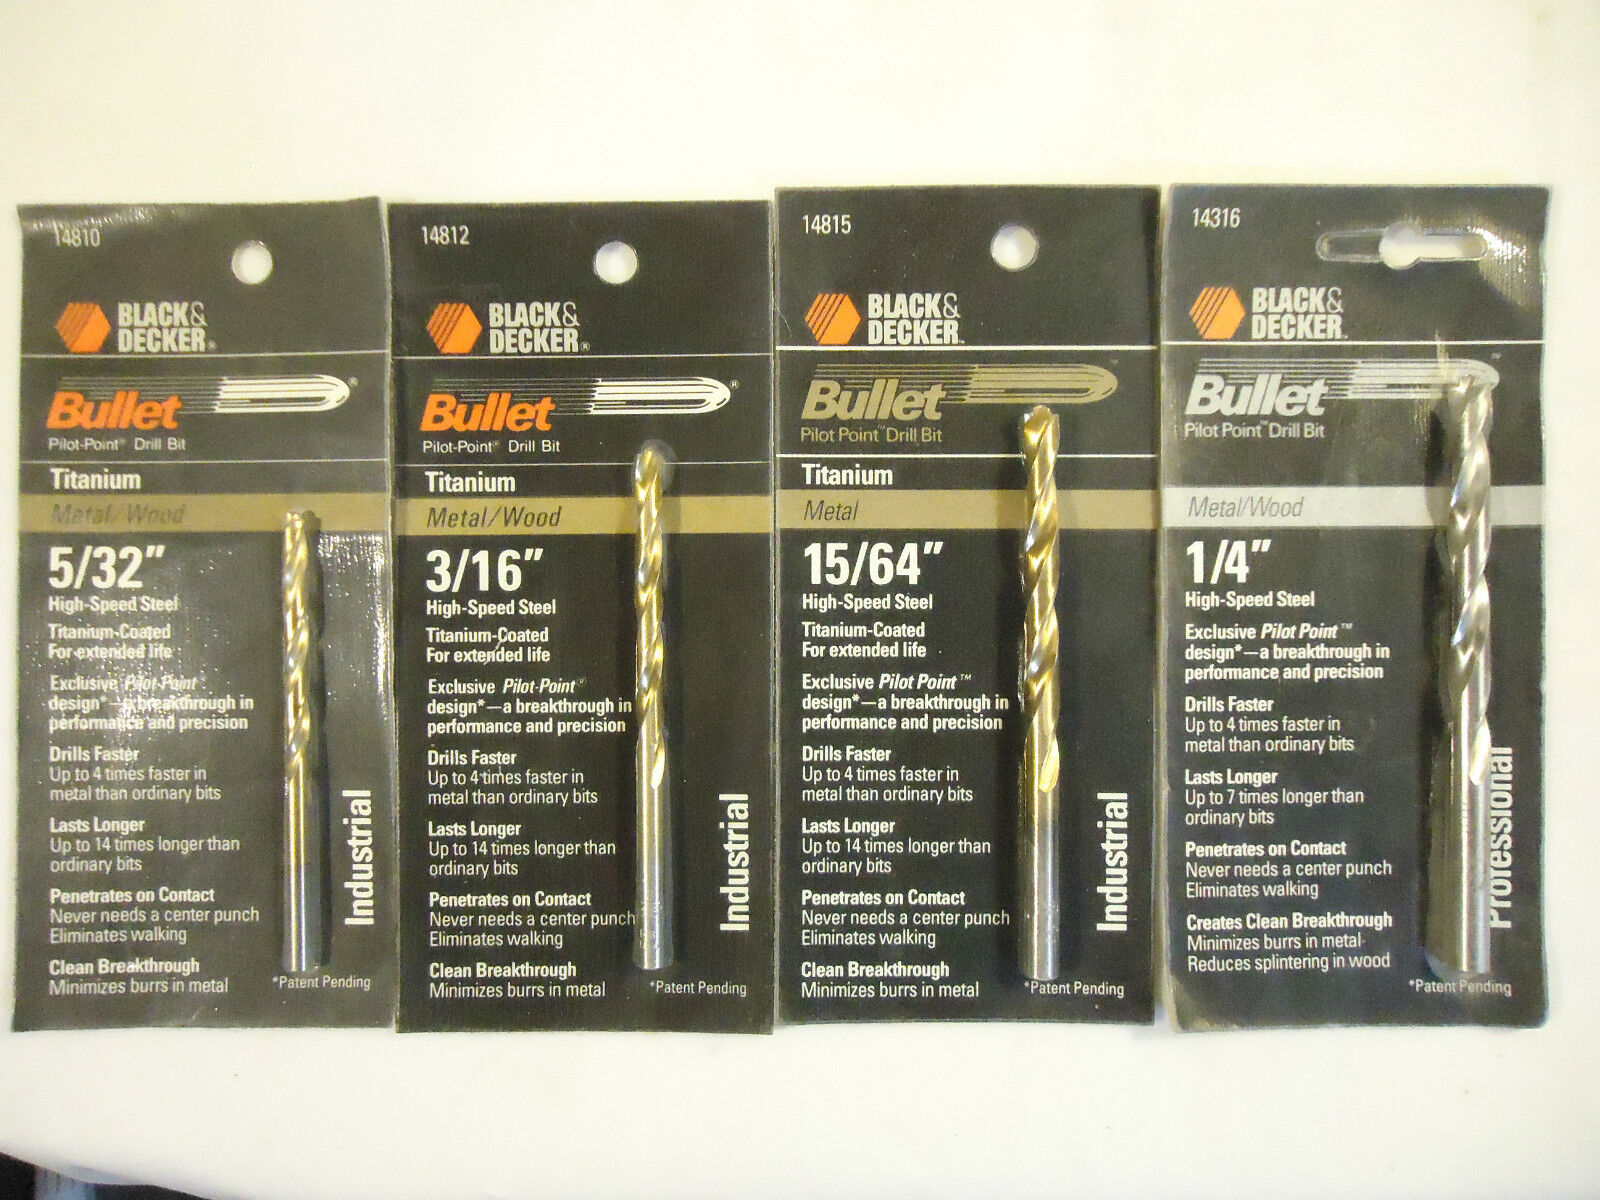 14810
BLACK&
DECKER®
Bullet®
Pilot-Point® Drill Bit
Titanium
Metal/Wood
5/32"
High-Speed Steel
Titanium-Coated
For extended life
Exclusive Pilot-Point®
design*—a breakthrough in
performance and precision
Drills Faster
Up to 4 times faster in
metal than ordinary bits
Lasts Longer
Up to 14 times longer than
ordinary bits
Penetrates on Contact
Never needs a center punch
Eliminates walking
Clean Breakthrough
Minimizes burrs in metal
*Patent Pending
Industrial
14812
BLACK&
DECKER®
Bullet®
Pilot-Point® Drill Bit
Titanium
Metal/Wood
3/16"
High-Speed Steel
Titanium-Coated
For extended life
Exclusive Pilot-Point®
design*—a breakthrough in
performance and precision
Drills Faster
Up to 4 times faster in
metal than ordinary bits
Lasts Longer
Up to 14 times longer than
ordinary bits
Penetrates on Contact
Never needs a center punch
Eliminates walking
Clean Breakthrough
Minimizes burrs in metal
*Patent Pending
Industrial
14815
BLACK&
DECKER™
Bullet™
Pilot Point™ Drill Bit
Titanium
Metal
15/64"
High-Speed Steel
Titanium-Coated
For extended life
Exclusive Pilot Point™
design*—a breakthrough in
performance and precision
Drills Faster
Up to 4 times faster in
metal than ordinary bits
Lasts Longer
Up to 14 times longer than
ordinary bits
Penetrates on Contact
Never needs a center punch
Eliminates walking
Clean Breakthrough
Minimizes burrs in metal
*Patent Pending
Industrial
14316
BLACK&
DECKER™
Bullet™
Pilot Point™ Drill Bit
Metal/Wood
1/4"
High-Speed Steel
Exclusive Pilot Point™
design*—a breakthrough in
performance and precision
Drills Faster
Up to 4 times faster in
metal than ordinary bits
Lasts Longer
Up to 7 times longer than
ordinary bits
Penetrates on Contact
Never needs a center punch
Eliminates walking
Creates Clean Breakthrough
Minimizes burrs in metal
Reduces splintering in wood
*Patent Pending
Professional